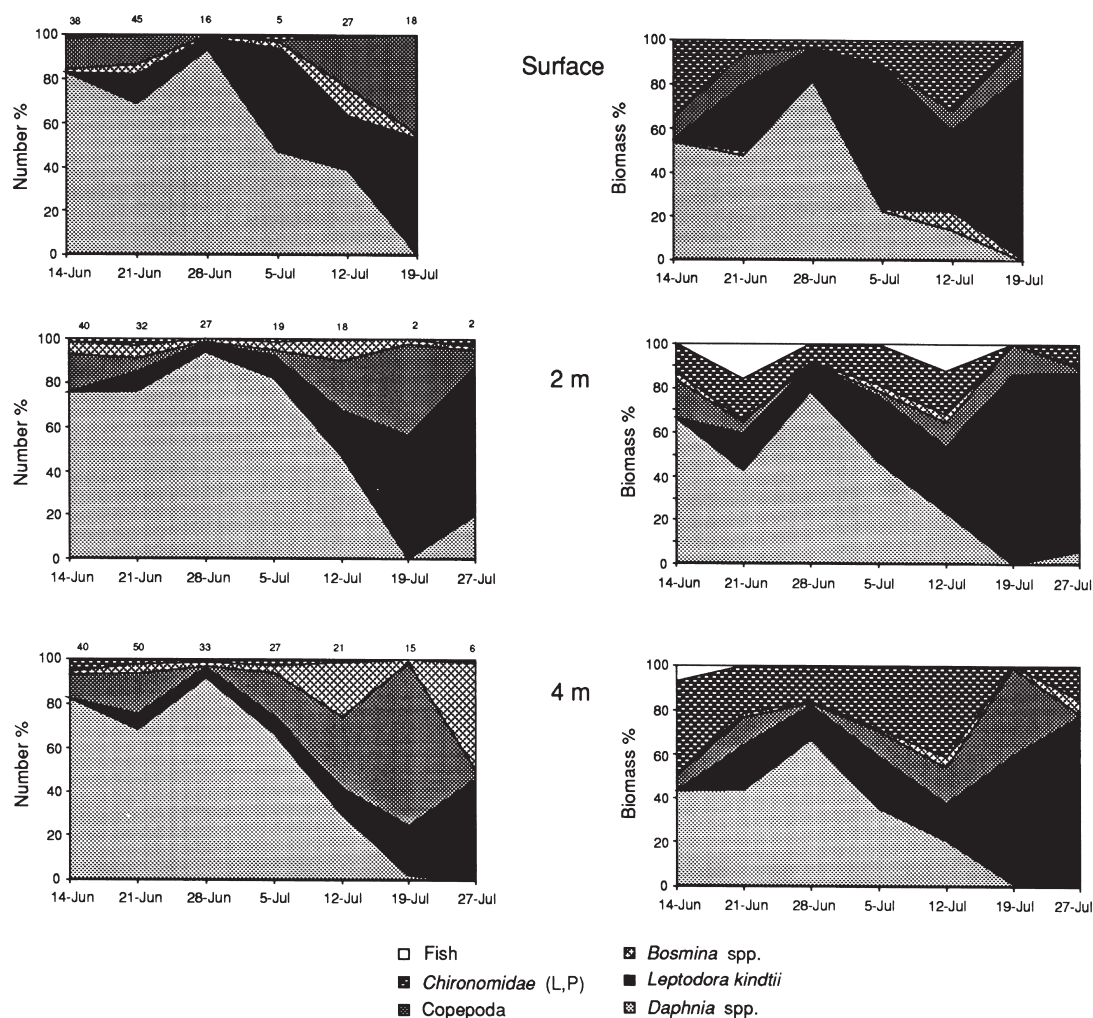 38 45 16 5 27 18
Surface
Number %
100
80
60
40
20
0
14-Jun 21-Jun 28-Jun 5-Jul 12-Jul 19-Jul
Biomass %
100
80
60
40
20
0
14-Jun 21-Jun 28-Jun 5-Jul 12-Jul 19-Jul
40 32 27 19 18 2 2
2 m
Number %
100
80
60
40
20
0
14-Jun 21-Jun 28-Jun 5-Jul 12-Jul 19-Jul 27-Jul
Biomass %
100
80
60
40
20
0
14-Jun 21-Jun 28-Jun 5-Jul 12-Jul 19-Jul 27-Jul
40 50 33 27 21 15 6
4 m
Number %
100
80
60
40
20
0
14-Jun 21-Jun 28-Jun 5-Jul 12-Jul 19-Jul 27-Jul
Biomass %
100
80
60
40
20
0
14-Jun 21-Jun 28-Jun 5-Jul 12-Jul 19-Jul 27-Jul
Fish
Chironomidae (L,P)
Copepoda
Bosmina spp.
Leptodora kindtii
Daphnia spp.